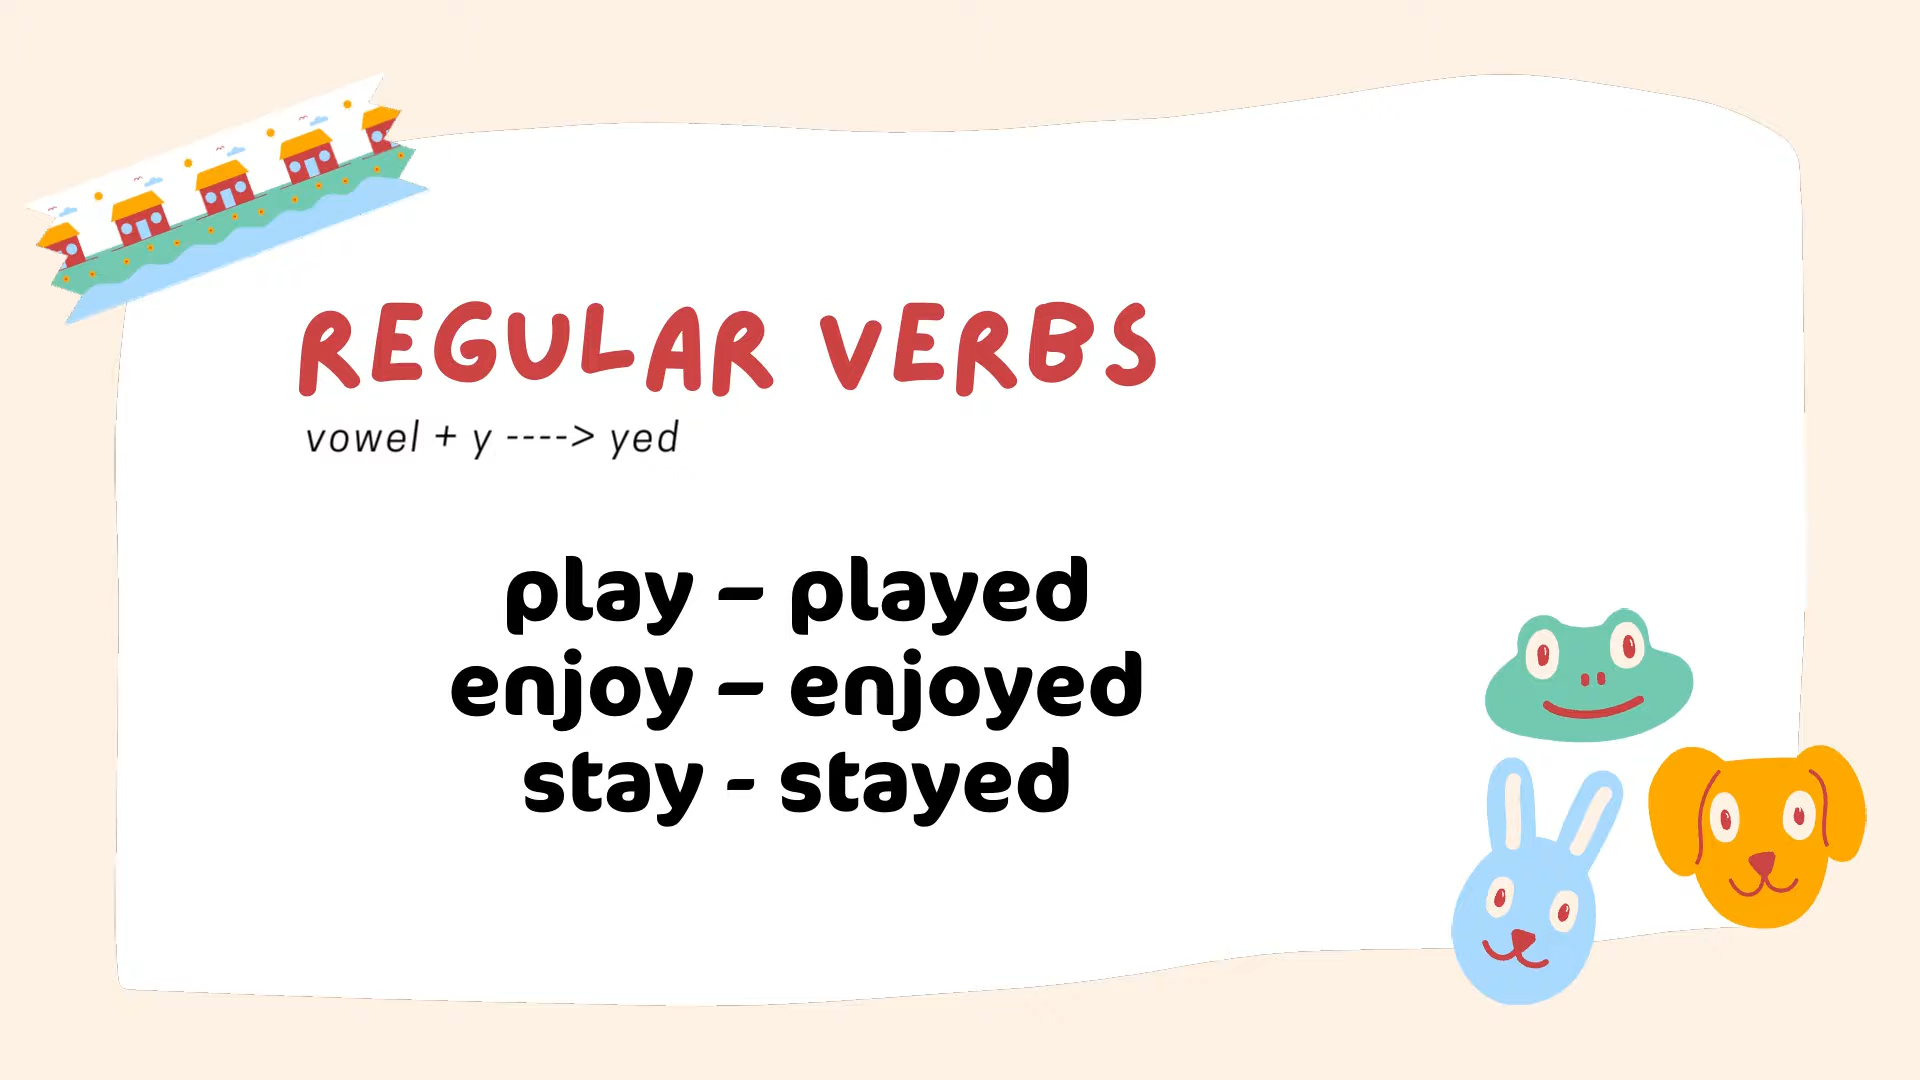 REGULAR VERBS
vowel + y ----> yed
play – played
enjoy – enjoyed
stay - stayed